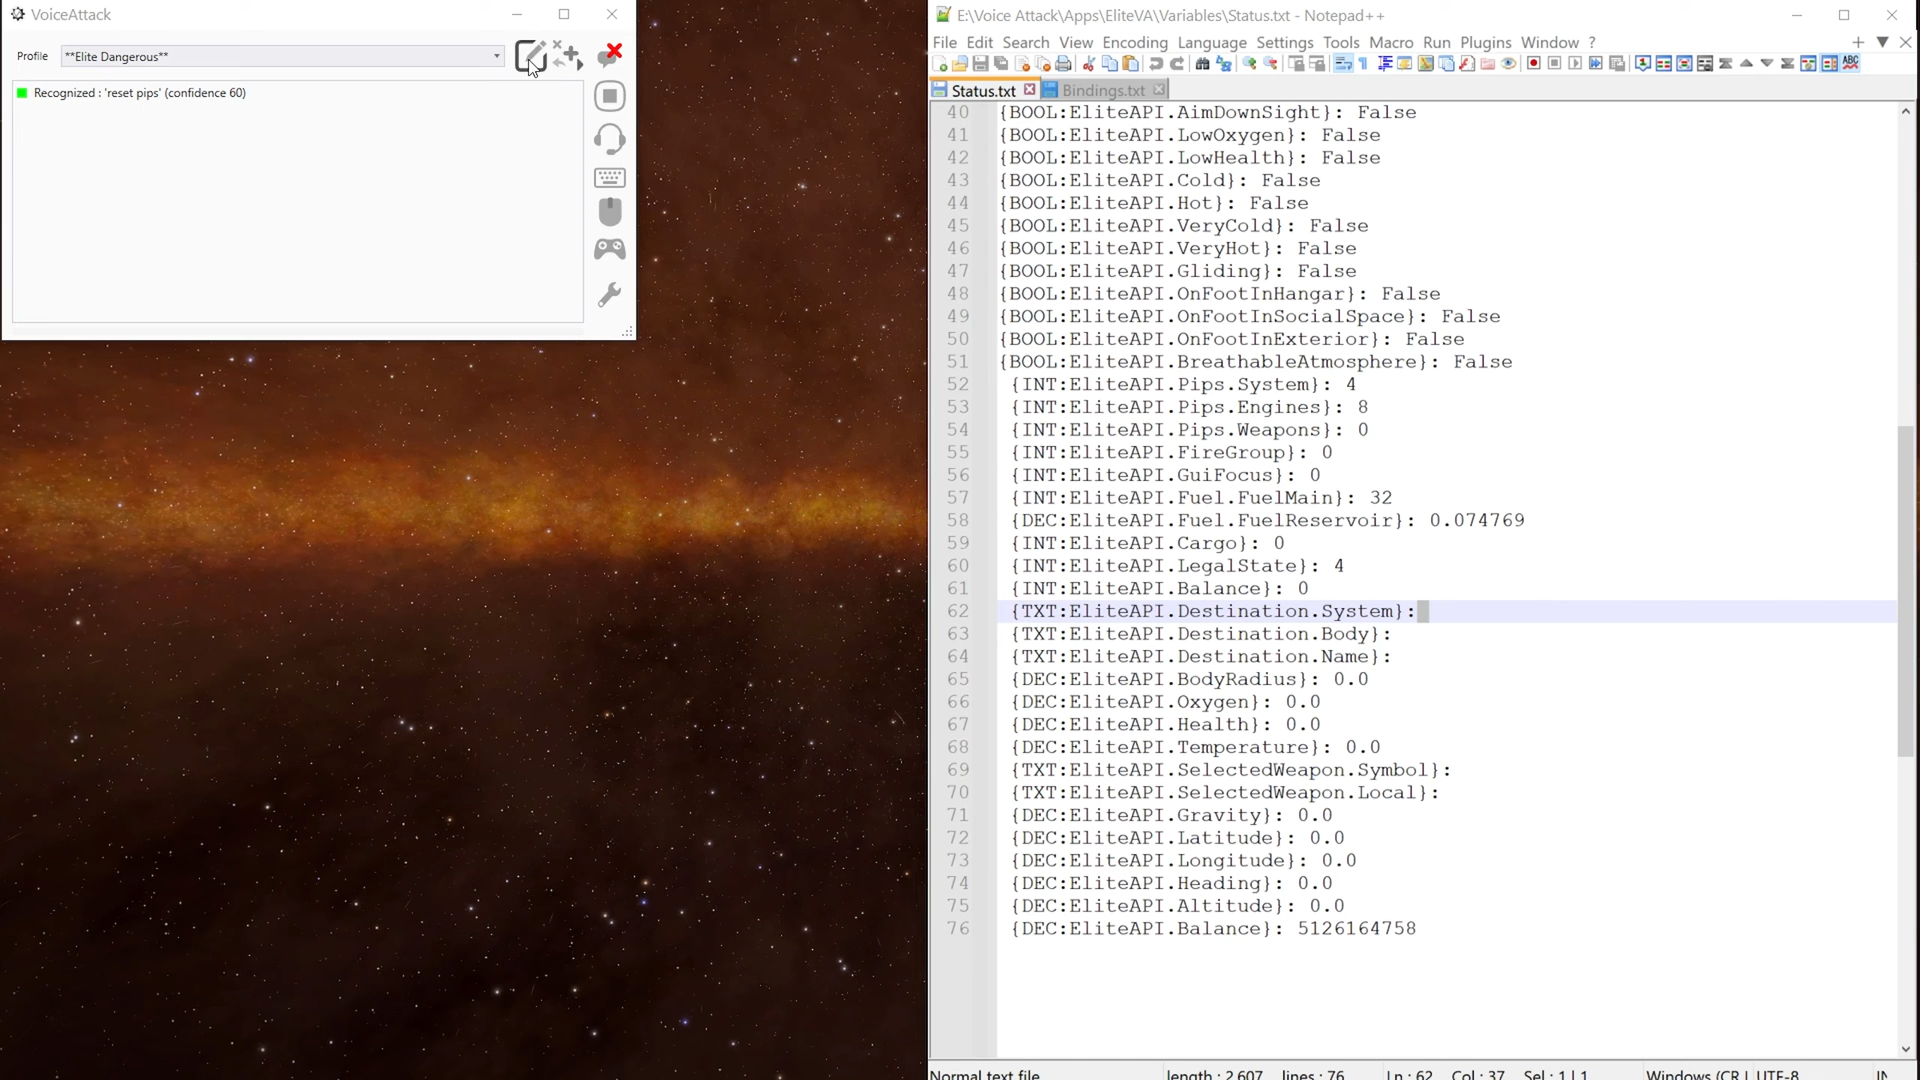 VoiceAttack
Profile
**Elite Dangerous**
Recognized : 'reset pips' (confidence 60)
E:\Voice Attack\Apps\EliteVA\Variables\Status.txt - Notepad++
File Edit Search View Encoding Language Settings Tools Macro Run Plugins Window ?
Status.txt Bindings.txt
40 {BOOL:EliteAPI.AimDownSight}: False
41 {BOOL:EliteAPI.LowOxygen}: False
42 {BOOL:EliteAPI.LowHealth}: False
43 {BOOL:EliteAPI.Cold}: False
44 {BOOL:EliteAPI.Hot}: False
45 {BOOL:EliteAPI.VeryCold}: False
46 {BOOL:EliteAPI.VeryHot}: False
47 {BOOL:EliteAPI.Gliding}: False
48 {BOOL:EliteAPI.OnFootInHangar}: False
49 {BOOL:EliteAPI.OnFootInSocialSpace}: False
50 {BOOL:EliteAPI.OnFootInExterior}: False
51 {BOOL:EliteAPI.BreathableAtmosphere}: False
52 {INT:EliteAPI.Pips.System}: 4
53 {INT:EliteAPI.Pips.Engines}: 8
54 {INT:EliteAPI.Pips.Weapons}: 0
55 {INT:EliteAPI.FireGroup}: 0
56 {INT:EliteAPI.GuiFocus}: 0
57 {INT:EliteAPI.Fuel.FuelMain}: 32
58 {DEC:EliteAPI.Fuel.FuelReservoir}: 0.074769
59 {INT:EliteAPI.Cargo}: 0
60 {INT:EliteAPI.LegalState}: 4
61 {INT:EliteAPI.Balance}: 0
62 {TXT:EliteAPI.Destination.System}:
63 {TXT:EliteAPI.Destination.Body}:
64 {TXT:EliteAPI.Destination.Name}:
65 {DEC:EliteAPI.BodyRadius}: 0.0
66 {DEC:EliteAPI.Oxygen}: 0.0
67 {DEC:EliteAPI.Health}: 0.0
68 {DEC:EliteAPI.Temperature}: 0.0
69 {TXT:EliteAPI.SelectedWeapon.Symbol}:
70 {TXT:EliteAPI.SelectedWeapon.Local}:
71 {DEC:EliteAPI.Gravity}: 0.0
72 {DEC:EliteAPI.Latitude}: 0.0
73 {DEC:EliteAPI.Longitude}: 0.0
74 {DEC:EliteAPI.Heading}: 0.0
75 {DEC:EliteAPI.Altitude}: 0.0
76 {DEC:EliteAPI.Balance}: 5126164758
Normal text file length : 2,607 lines : 76 Ln : 62 Col : 37 Sel : 1 | 1 Windows (CR UTF-8